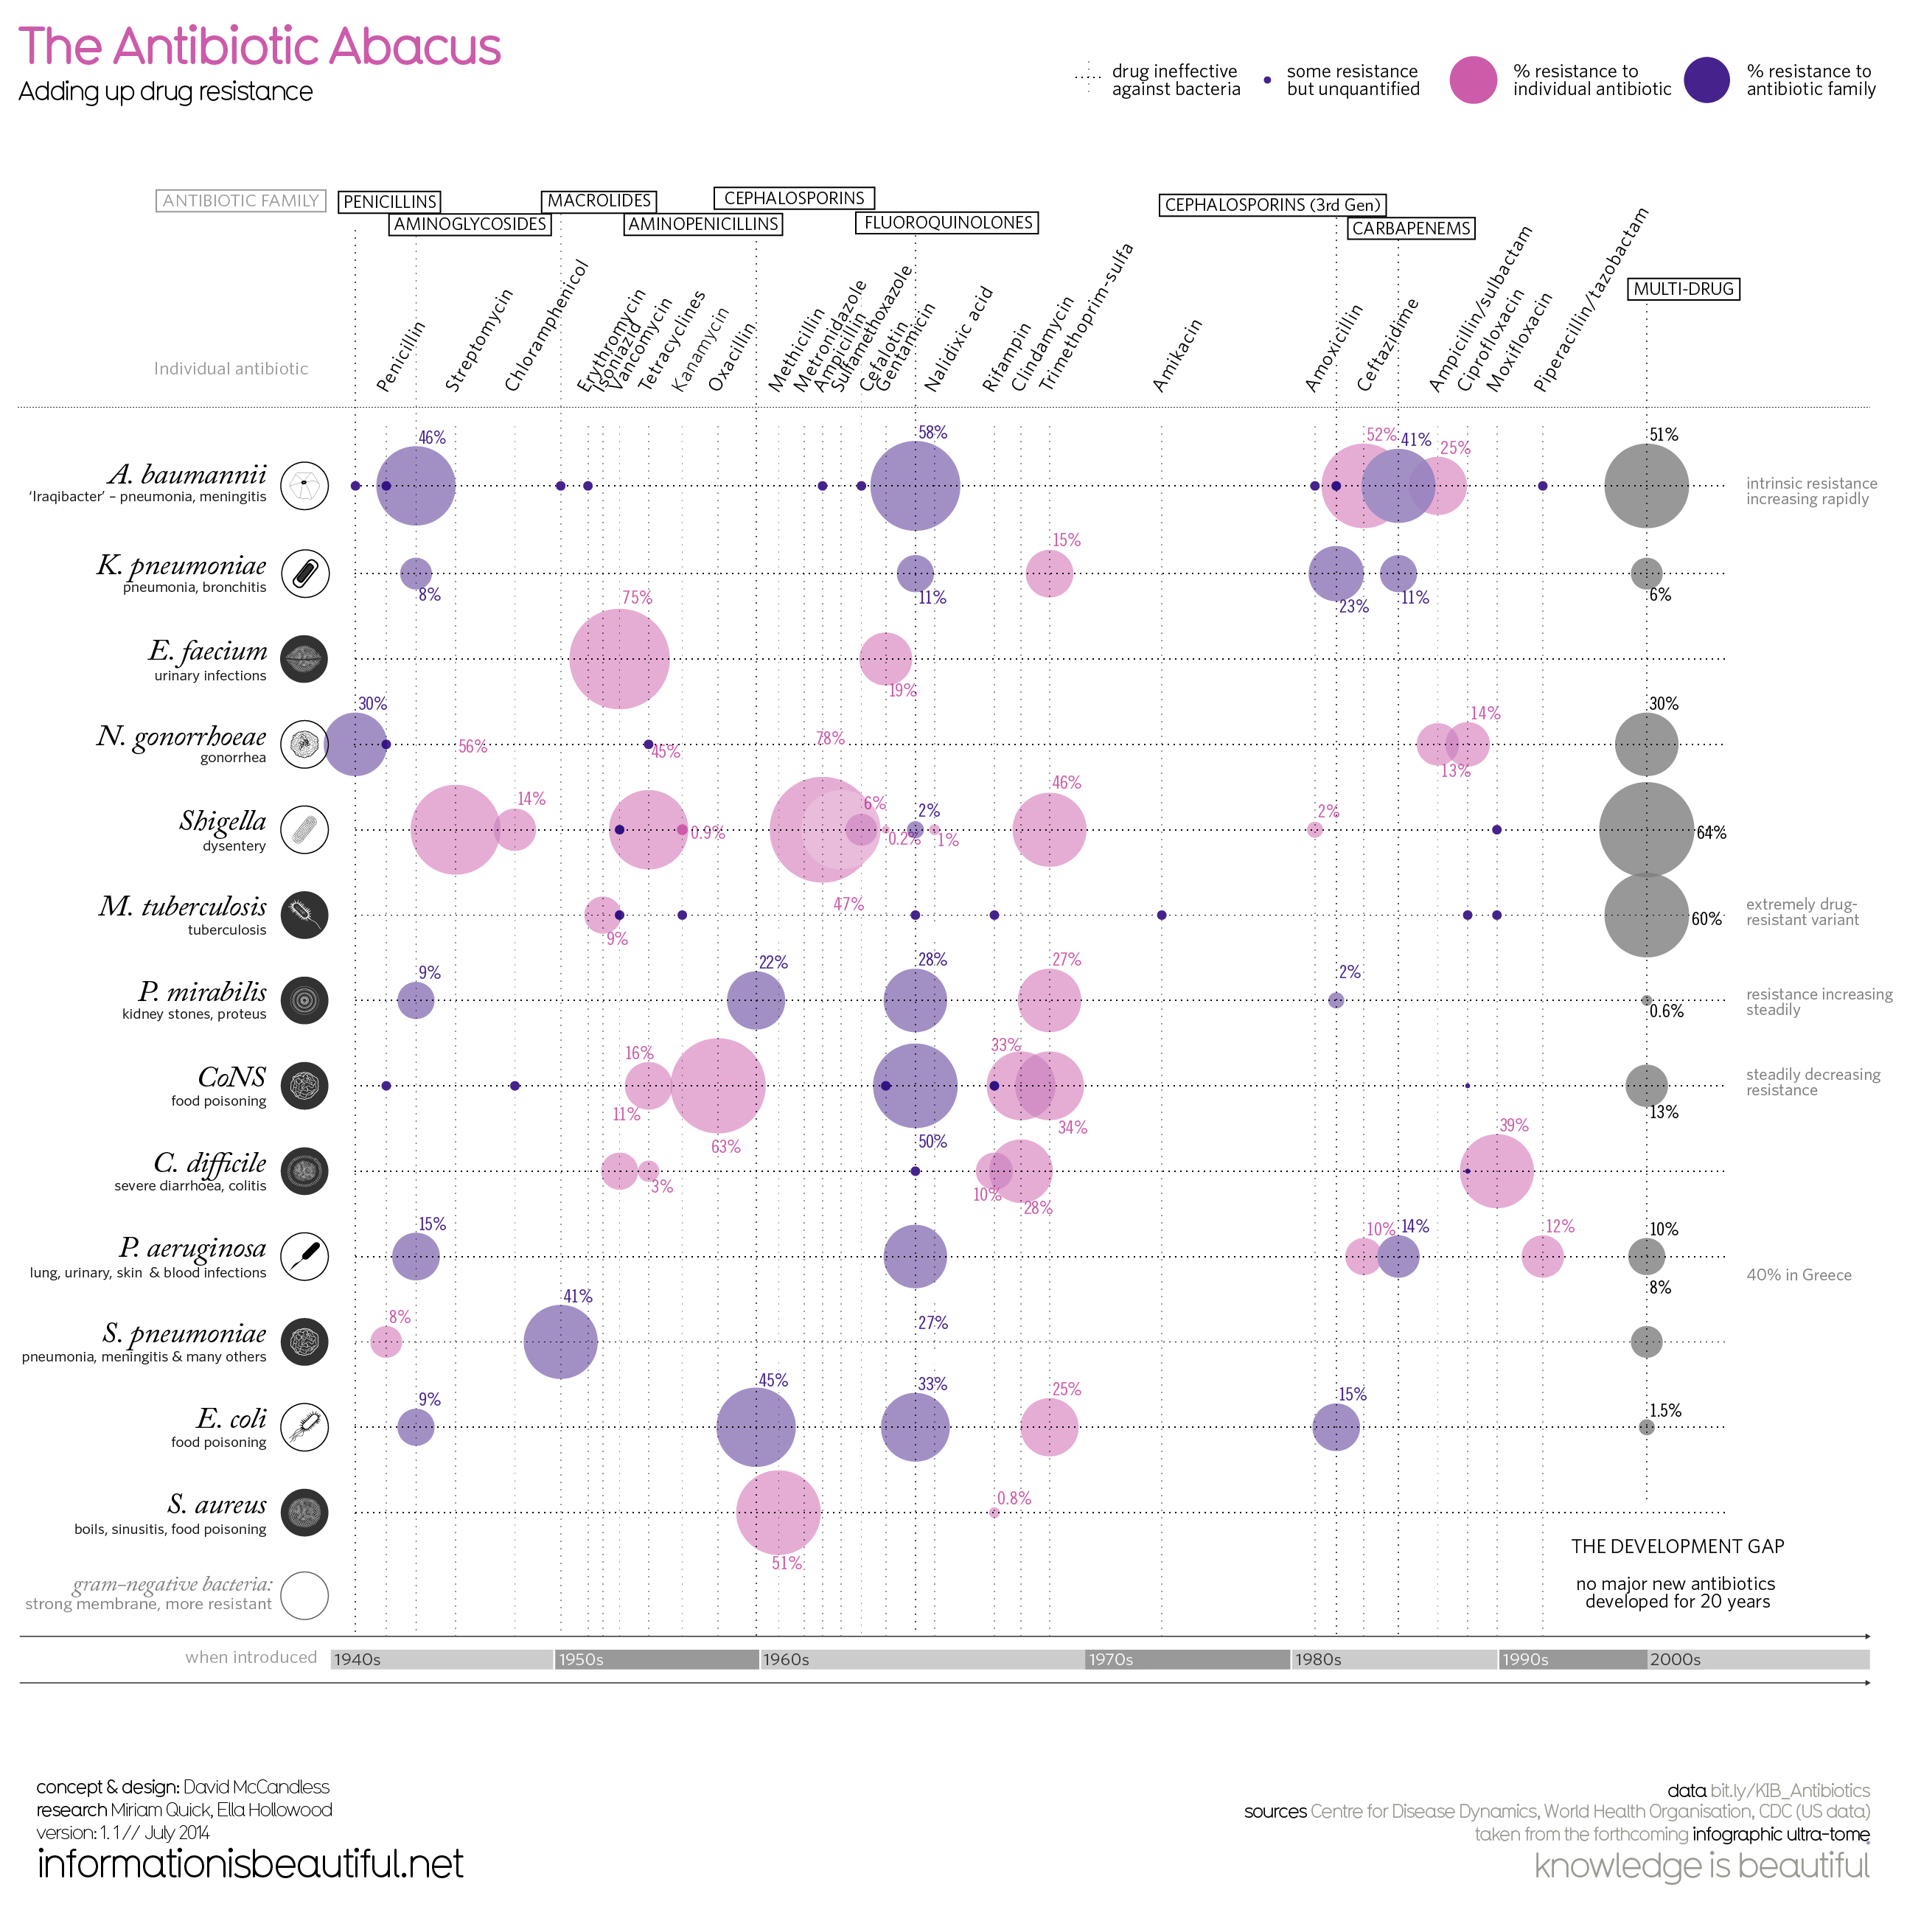 The Antibiotic Abacus
Adding up drug resistance
drug ineffective
against bacteria
some resistance
but unquantified
% resistance to
individual antibiotic
% resistance to
antibiotic family
ANTIBIOTIC FAMILY
PENICILLINS
AMINOGLYCOSIDES
MACROLIDES
AMINOPENICILLINS
CEPHALOSPORINS
FLUOROQUINOLONES
CEPHALOSPORINS (3rd Gen)
CARBAPENEMS
MULTI-DRUG
Individual antibiotic
Penicillin
Streptomycin
Chloramphenicol
Erythromycin
Isoniazid
Vancomycin
Tetracyclines
Kanamycin
Oxacillin
Methicillin
Metronidazole
Ampicillin
Sulfamethoxazole
Cefalotin
Gentamicin
Nalidixic acid
Rifampin
Clindamycin
Trimethoprim-sulfa
Amikacin
Amoxicillin
Ceftazidime
Ampicillin/sulbactam
Ciprofloxacin
Moxifloxacin
Piperacillin/tazobactam
46%
58%
52%
41%
25%
51%
A. baumannii
'Iraqibacter' – pneumonia, meningitis
intrinsic resistance
increasing rapidly
15%
K. pneumoniae
pneumonia, bronchitis
8%
11%
23%
11%
6%
75%
E. faecium
urinary infections
19%
30%
14%
30%
N. gonorrhoeae
gonorrhea
56%
45%
78%
13%
14%
6%
2%
46%
2%
Shigella
dysentery
0.9%
0.2%
1%
64%
47%
M. tuberculosis
tuberculosis
9%
60%
extremely drug-
resistant variant
9%
22%
28%
27%
2%
P. mirabilis
kidney stones, proteus
0.6%
resistance increasing
steadily
16%
33%
CoNS
food poisoning
11%
63%
34%
13%
steadily decreasing
resistance
50%
39%
C. difficile
severe diarrhoea, colitis
3%
10%
28%
15%
10%
14%
12%
10%
P. aeruginosa
lung, urinary, skin & blood infections
8%
40% in Greece
8%
41%
27%
S. pneumoniae
pneumonia, meningitis & many others
9%
45%
33%
25%
15%
1.5%
E. coli
food poisoning
0.8%
S. aureus
boils, sinusitis, food poisoning
51%
THE DEVELOPMENT GAP
no major new antibiotics
developed for 20 years
gram–negative bacteria:
strong membrane, more resistant
when introduced
1940s
1950s
1960s
1970s
1980s
1990s
2000s
concept & design: David McCandless
research Miriam Quick, Ella Hollowood
version: 1.1 // July 2014
informationisbeautiful.net
data bit.ly/KIB_Antibiotics
sources Centre for Disease Dynamics, World Health Organisation, CDC (US data)
taken from the forthcoming infographic ultra-tome
knowledge is beautiful